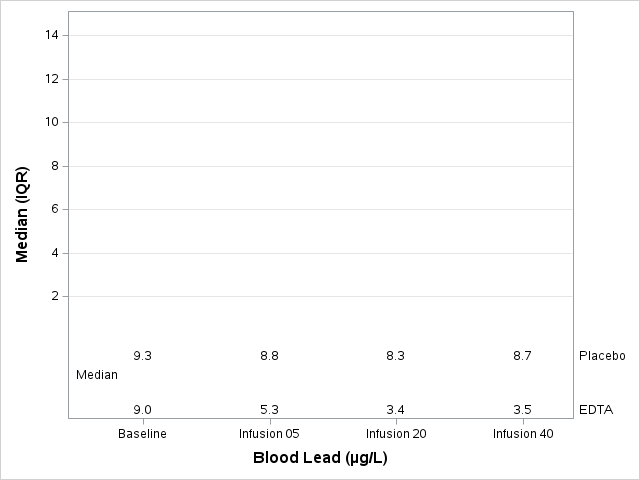 Median (IQR)
14
12
10
8
6
4
2
9.3 8.8 8.3 8.7 Placebo
Median
9.0 5.3 3.4 3.5 EDTA
Baseline Infusion 05 Infusion 20 Infusion 40
Blood Lead (µg/L)